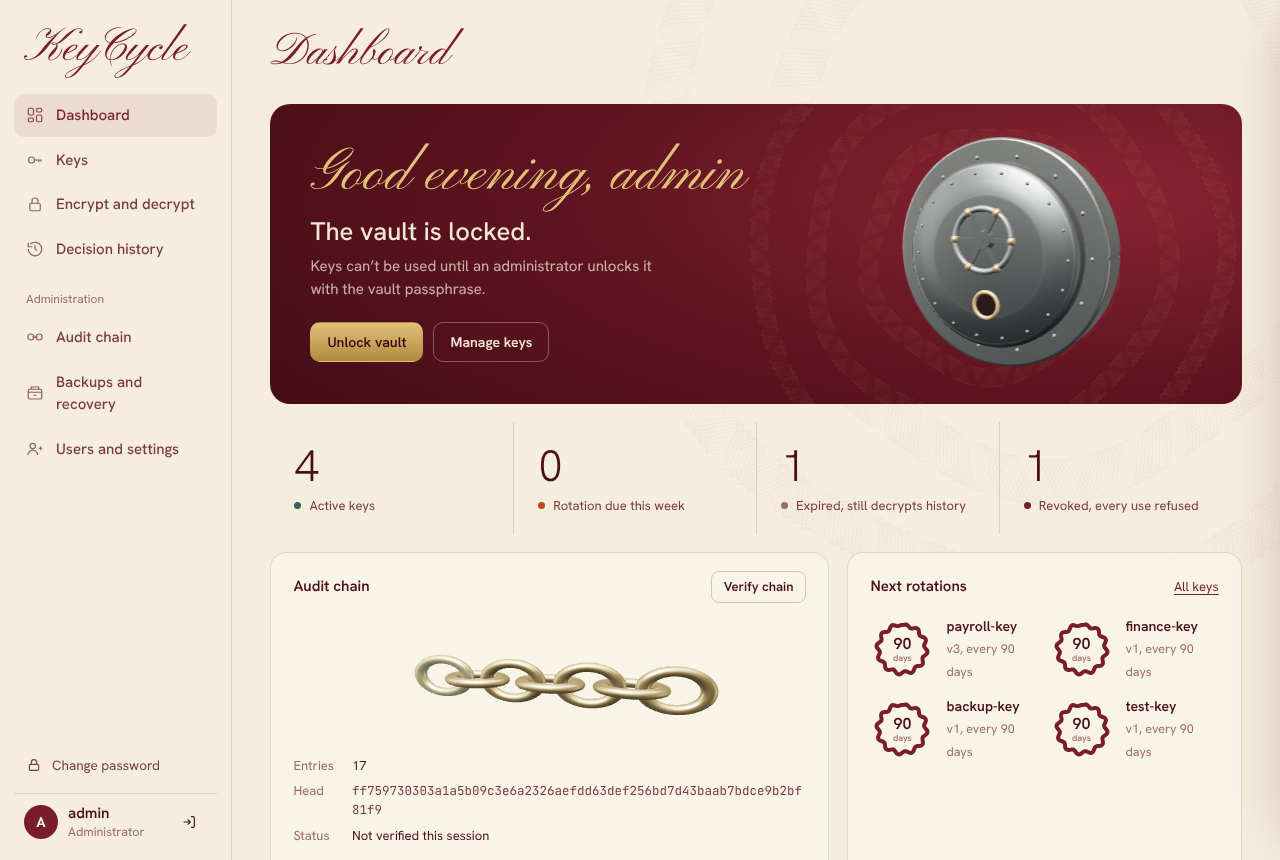 KeyCycle
Dashboard
Keys
Encrypt and decrypt
Decision history
Administration
Audit chain
Backups and
recovery
Users and settings
Change password
A
admin
Administrator
Dashboard
Good evening, admin
The vault is locked.
Keys can’t be used until an administrator unlocks it
with the vault passphrase.
Unlock vault
Manage keys
4
Active keys
0
Rotation due this week
1
Expired, still decrypts history
1
Revoked, every use refused
Audit chain
Verify chain
Entries 17
Head ff759730303a1a5b09c3e6a2326aefdd63def256bd7d43baab7bdce9b2bf
81f9
Status Not verified this session
Next rotations
All keys
90
days
payroll-key
v3, every 90
days
90
days
finance-key
v1, every 90
days
90
days
backup-key
v1, every 90
days
90
days
test-key
v1, every 90
days